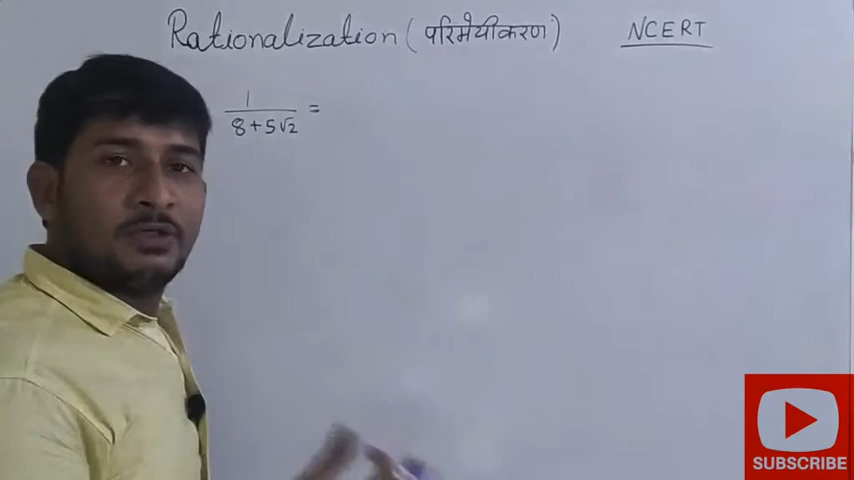 Rationalization (परिमेयीकरण) NCERT
1
8+5√2 =
SUBSCRIBE